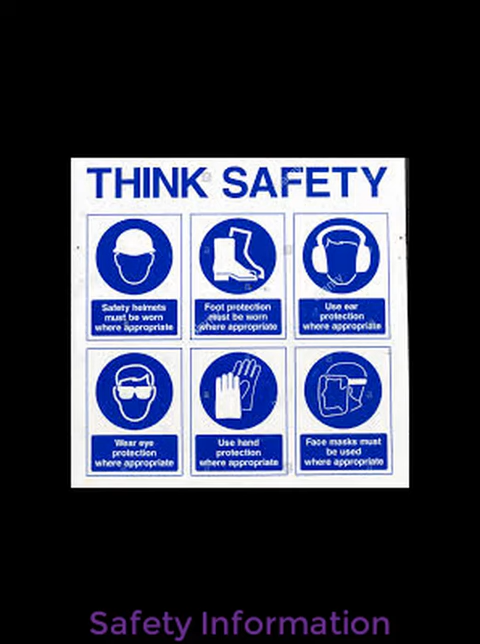 THINK SAFETY
Safety helmets
must be worn
where appropriate
Foot protection
must be worn
where appropriate
Use ear
protection
where appropriate
Wear eye
protection
where appropriate
Use hand
protection
where appropriate
Face masks must
be used
where appropriate
Safety Information